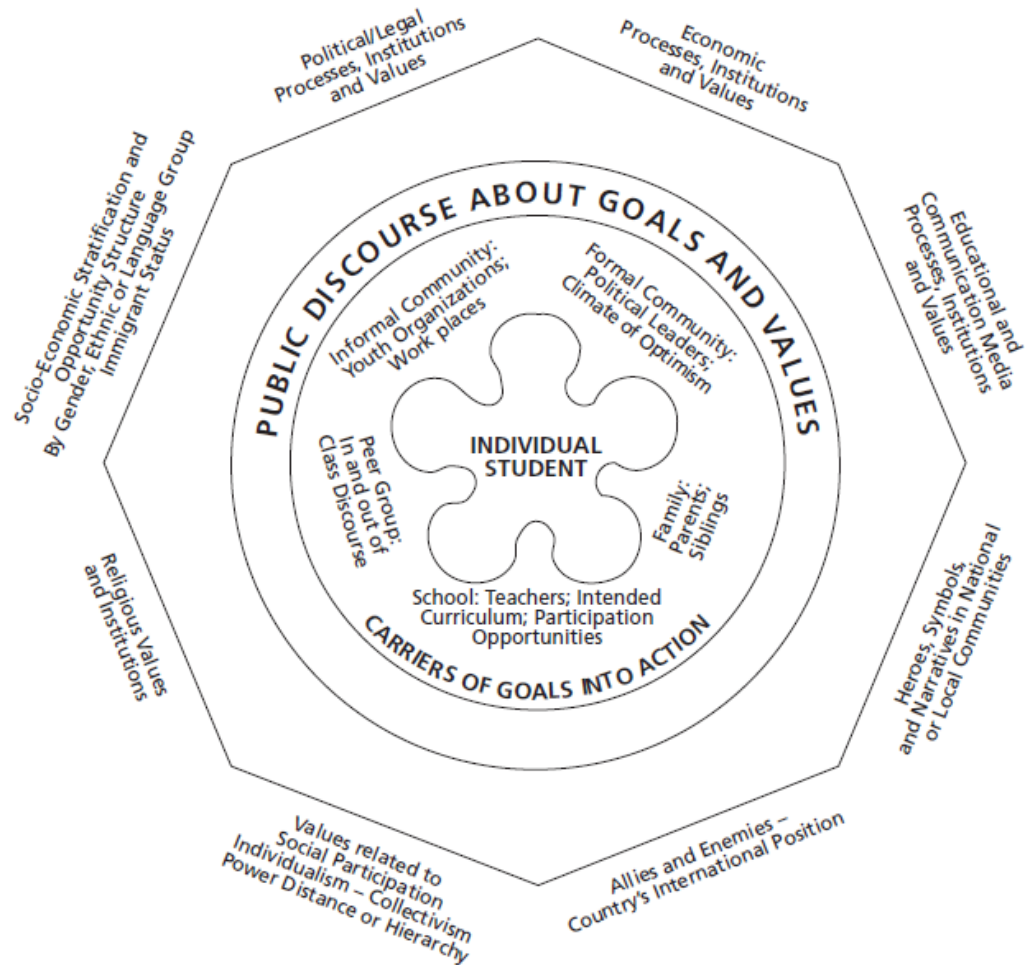 Political/Legal
Processes, Institutions
and Values
Economic
Processes, Institutions
and Values
Socio-Economic Stratification and
Opportunity Structure
By Gender, Ethnic or Language Group
Immigrant Status
Educational and
Communication Media
Processes, Institutions
and Values
PUBLIC DISCOURSE ABOUT GOALS AND VALUES
Informal Community:
Youth Organizations;
Work places
Formal Community:
Political Leaders;
Climate of Optimism
INDIVIDUAL
STUDENT
Peer Group:
In and out of
Class Discourse
Family:
Parents;
Siblings
School: Teachers; Intended
Curriculum; Participation
Opportunities
CARRIERS OF GOALS INTO ACTION
Religious Values
and Institutions
Heroes, Symbols,
and Narratives in National
or Local Communities
Values related to
Social Participation
Individualism – Collectivism
Power Distance or Hierarchy
Allies and Enemies –
Country's International Position